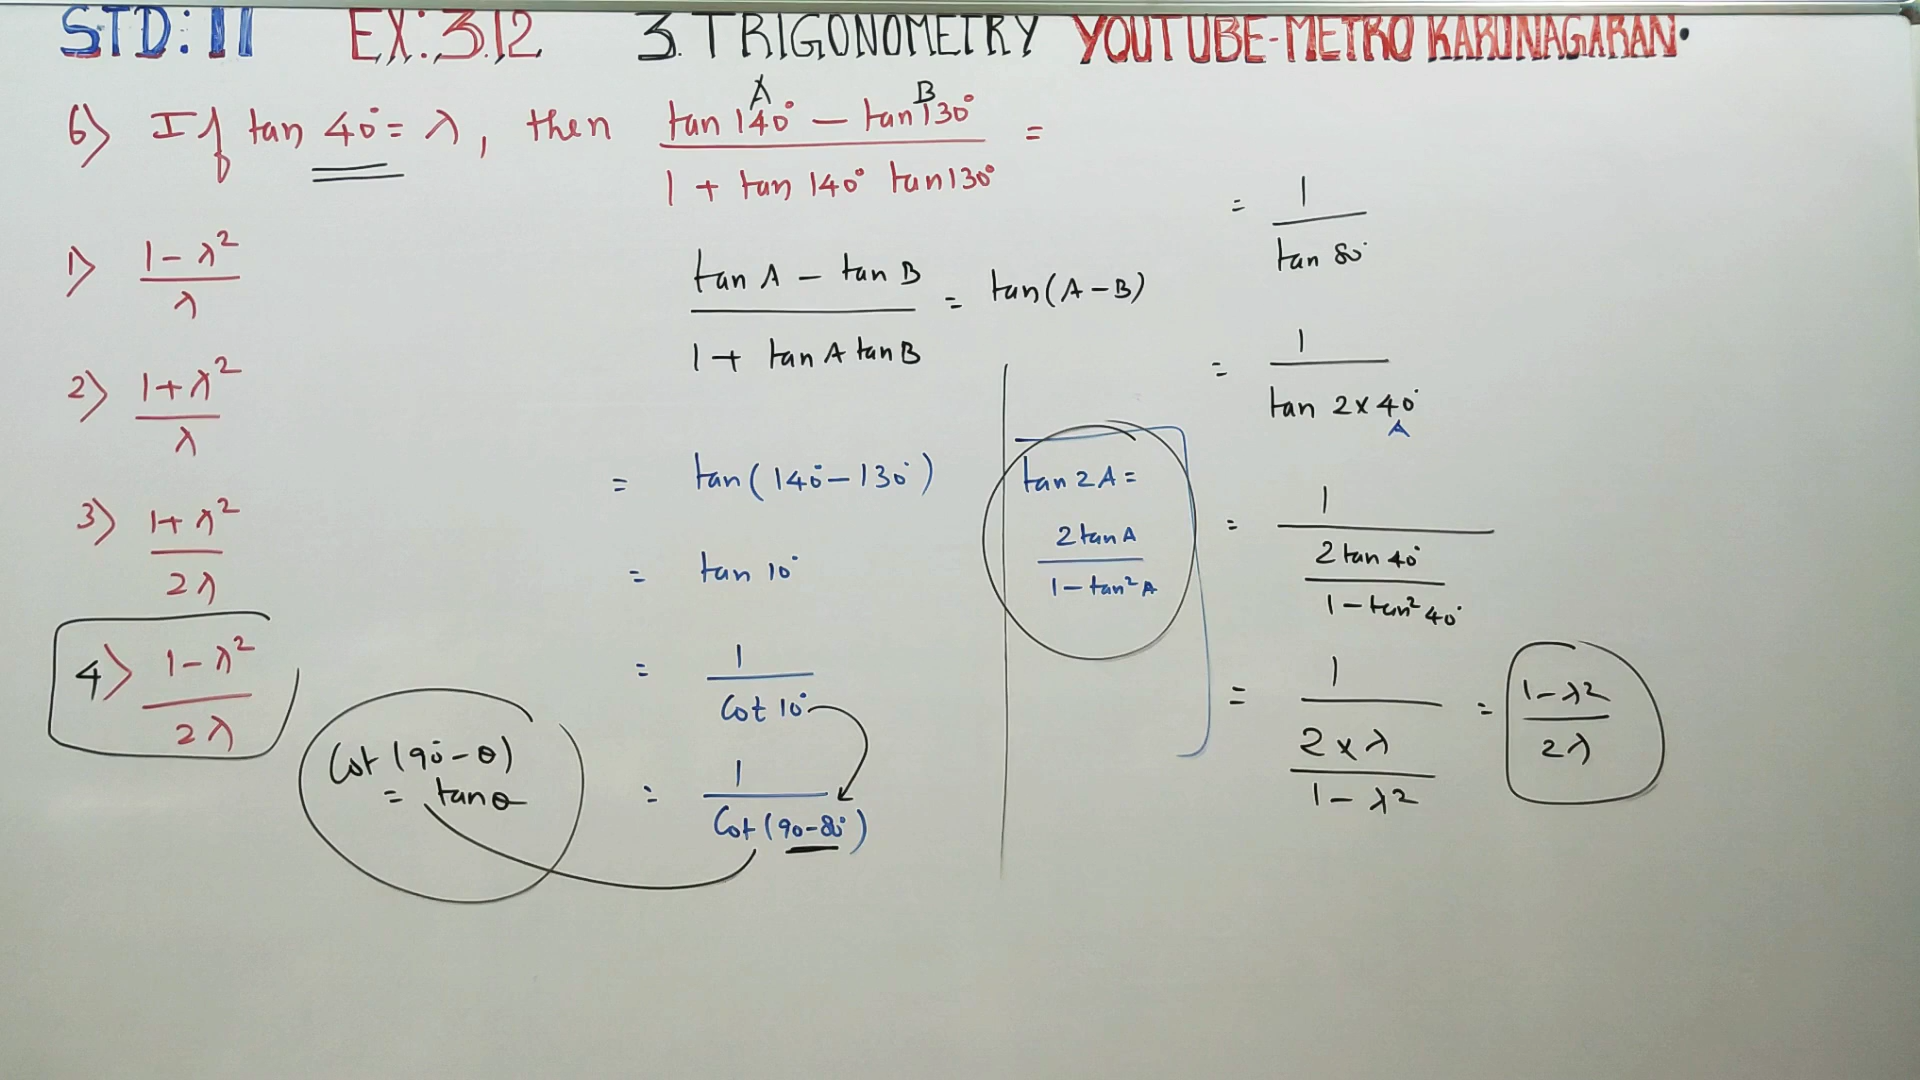 STD: 11 EX: 3.12 3. TRIGONOMETRY YOUTUBE-METRO KARUNAGARAN.
6) If tan 40° = λ, then (tan 140° − tan 130°) / (1 + tan 140° tan 130°) =
A B
1) (1 − λ²) / λ
2) (1 + λ²) / λ
3) (1 + λ²) / 2λ
4) (1 − λ²) / 2λ
(tan A − tan B) / (1 + tan A tan B) = tan(A − B)
= tan(140° − 130°)
= tan 10°
= 1 / Cot 10°
= 1 / Cot(90 − 80°)
Cot (90° − θ)
= tan θ
tan 2A =
2 tan A / (1 − tan² A)
= 1 / tan 80°
= 1 / tan 2 x 40°
A
= 1 / (2 tan 40° / (1 − tan² 40°))
= 1 / (2 x λ / (1 − λ²)) = (1 − λ²) / 2λ